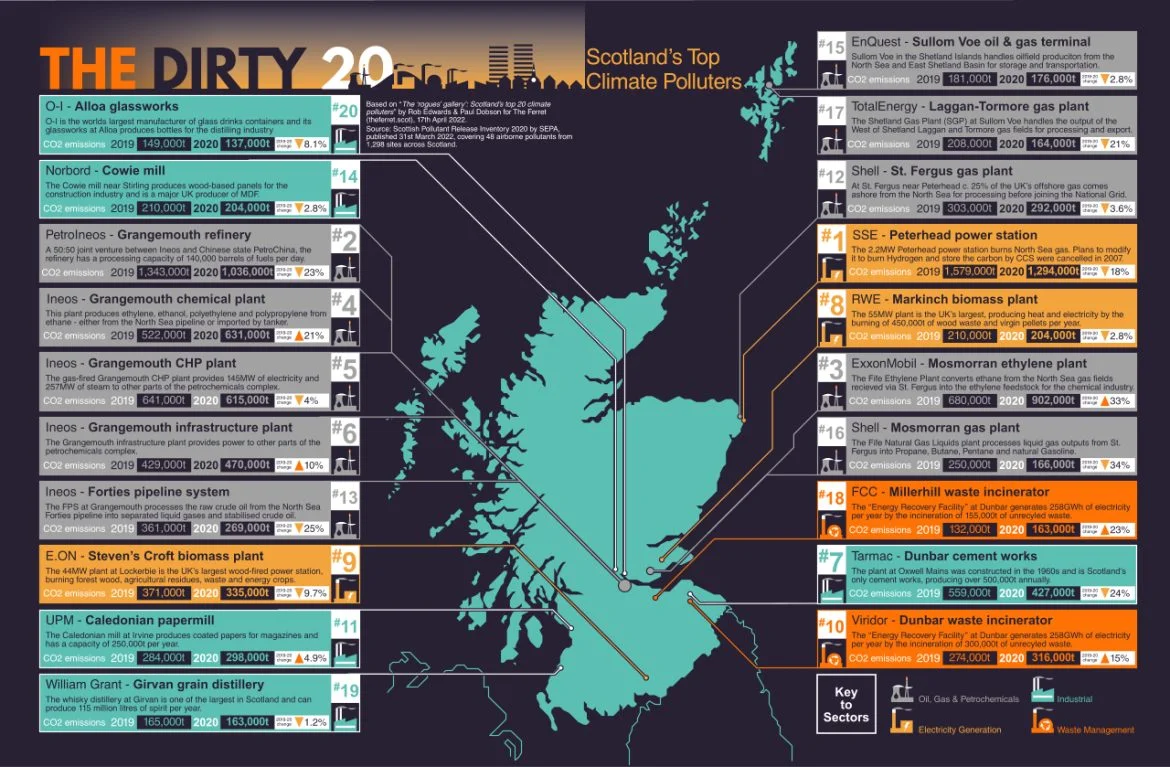 THE DIRTY 20
Scotland's Top
Climate Polluters
Based on "The 'rogues' gallery': Scotland's top 20 climate
polluters" by Rob Edwards & Paul Dobson for The Ferret
(theferret.scot), 17th April 2022.
Source: Scottish Pollutant Release Inventory 2020 by SEPA,
published 31st March 2022, covering 48 airborne pollutants from
1,298 sites across Scotland.
O-I - Alloa glassworks
#20
O-I is the worlds largest manufacturer of glass drinks containers and its
glassworks at Alloa produces bottles for the distilling industry
CO2 emissions 2019 149,000t 2020 137,000t 2019-20 change ▼8.1%
Norbord - Cowie mill
#14
The Cowie mill near Stirling produces wood-based panels for the
construction industry and is a major UK producer of MDF.
CO2 emissions 2019 210,000t 2020 204,000t 2019-20 change ▼2.8%
PetroIneos - Grangemouth refinery
#2
A 50:50 joint venture between Ineos and Chinese state PetroChina, the
refinery has a processing capacity of 140,000 barrels of fuels per day.
CO2 emissions 2019 1,343,000t 2020 1,036,000t 2019-20 change ▼23%
Ineos - Grangemouth chemical plant
#4
This plant produces ethylene, ethanol, polyethylene and polypropylene from
ethane - either from the North Sea pipeline or imported by tanker.
CO2 emissions 2019 522,000t 2020 631,000t 2019-20 change ▲21%
Ineos - Grangemouth CHP plant
#5
The gas-fired Grangemouth CHP plant provides 145MW of electricity and
257MW of steam to other parts of the petrochemicals complex.
CO2 emissions 2019 641,000t 2020 615,000t 2019-20 change ▼4%
Ineos - Grangemouth infrastructure plant
#6
The Grangemouth infrastructure plant provides power to other parts of the
petrochemicals complex.
CO2 emissions 2019 429,000t 2020 470,000t 2019-20 change ▲10%
Ineos - Forties pipeline system
#13
The FPS at Grangemouth processes the raw crude oil from the North Sea
Forties pipeline into separated liquid gases and stabilised crude oil.
CO2 emissions 2019 361,000t 2020 269,000t 2019-20 change ▼25%
E.ON - Steven's Croft biomass plant
#9
The 44MW plant at Lockerbie is the UK's largest wood-fired power station,
burning forest wood, agricultural residues, waste and energy crops.
CO2 emissions 2019 371,000t 2020 335,000t 2019-20 change ▼9.7%
UPM - Caledonian papermill
#11
The Caledonian mill at Irvine produces coated papers for magazines and
has a capacity of 250,000t per year.
CO2 emissions 2019 284,000t 2020 298,000t 2019-20 change ▲4.9%
William Grant - Girvan grain distillery
#19
The whisky distillery at Girvan is one of the largest in Scotland and can
produce 115 million litres of spirit per year.
CO2 emissions 2019 165,000t 2020 163,000t 2019-20 change ▼1.2%
#15
EnQuest - Sullom Voe oil & gas terminal
Sullom Voe in the Shetland Islands handles oilfield produciton from the
North Sea and East Shetland Basin for storage and transportation.
CO2 emissions 2019 181,000t 2020 176,000t 2019-20 change ▼2.8%
#17
TotalEnergy - Laggan-Tormore gas plant
The Shetland Gas Plant (SGP) at Sullom Voe handles the output of the
West of Shetland Laggan and Tormore gas fields for processing and export.
CO2 emissions 2019 208,000t 2020 164,000t 2019-20 change ▼21%
#12
Shell - St. Fergus gas plant
At St. Fergus near Peterhead c. 25% of the UK's offshore gas comes
ashore from the North Sea for processing before joining the National Grid.
CO2 emissions 2019 303,000t 2020 292,000t 2019-20 change ▼3.6%
#1
SSE - Peterhead power station
The 2.2MW Peterhead power station burns North Sea gas. Plans to modify
it to burn Hydrogen and store the carbon by CCS were cancelled in 2007.
CO2 emissions 2019 1,579,000t 2020 1,294,000t 2019-20 change ▼18%
#8
RWE - Markinch biomass plant
The 55MW plant is the UK's largest, producing heat and electricity by the
burning of 450,000t of wood waste and virgin pellets per year.
CO2 emissions 2019 210,000t 2020 204,000t 2019-20 change ▼2.8%
#3
ExxonMobil - Mosmorran ethylene plant
The Fife Ethylene Plant converts ethane from the North Sea gas fields
recieved via St. Fergus into the ethylene feedstock for the chemical industry.
CO2 emissions 2019 680,000t 2020 902,000t 2019-20 change ▲33%
#16
Shell - Mosmorran gas plant
The Fife Natural Gas Liquids plant processes liquid gas outputs from St.
Fergus into Propane, Butane, Pentane and natural Gasoline.
CO2 emissions 2019 250,000t 2020 166,000t 2019-20 change ▼34%
#18
FCC - Millerhill waste incinerator
The "Energy Recovery Facility" at Dunbar generates 258GWh of electricity
per year by the incineration of 155,000t of unrecyled waste.
CO2 emissions 2019 132,000t 2020 163,000t 2019-20 change ▲23%
#7
Tarmac - Dunbar cement works
The plant at Oxwell Mains was constructed in the 1960s and is Scotland's
only cement works, producing over 500,000t annually.
CO2 emissions 2019 559,000t 2020 427,000t 2019-20 change ▼24%
#10
Viridor - Dunbar waste incinerator
The "Energy Recovery Facility" at Dunbar generates 258GWh of electricity
per year by the incineration of 300,000t of unrecyled waste.
CO2 emissions 2019 274,000t 2020 316,000t 2019-20 change ▲15%
Key
to
Sectors
Oil, Gas & Petrochemicals
Industrial
Electricity Generation
Waste Management